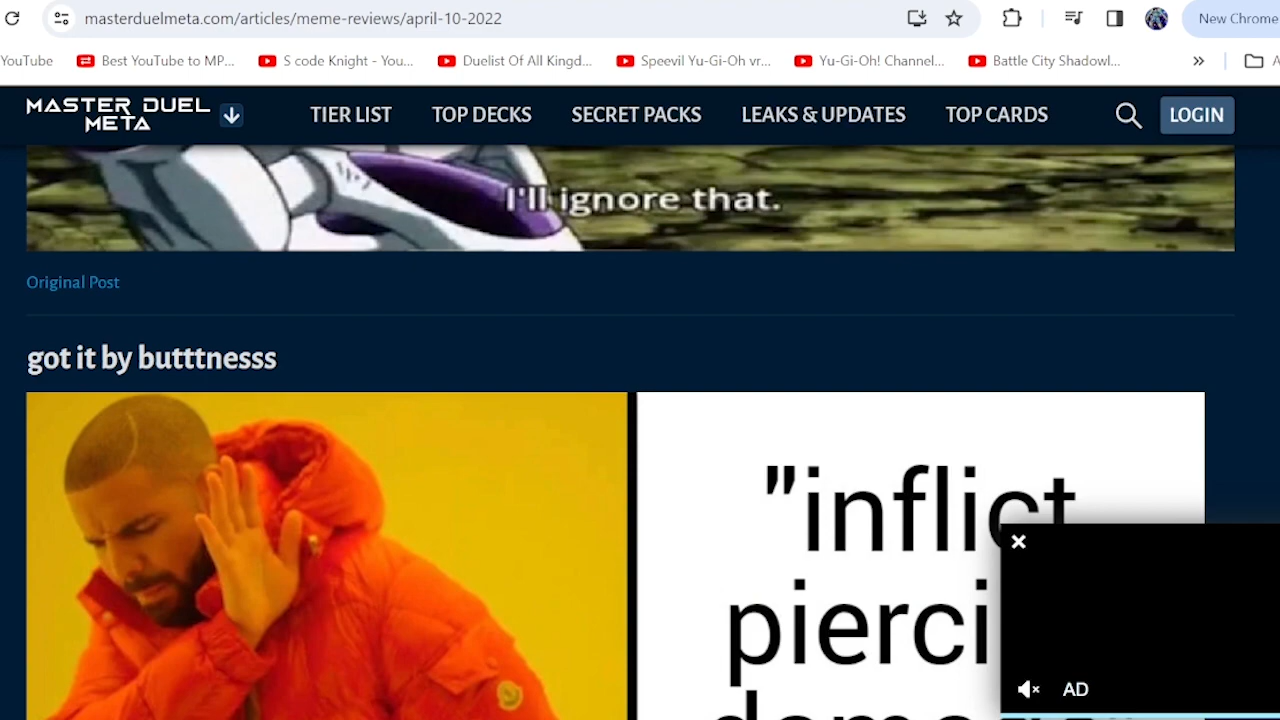 masterduelmeta.com/articles/meme-reviews/april-10-2022
New Chrome
YouTube
Best YouTube to MP...
S code Knight - You...
Duelist Of All Kingd...
Speevil Yu-Gi-Oh vr...
Yu-Gi-Oh! Channel...
Battle City Shadowl...
»
A
MASTER DUEL
META
TIER LIST
TOP DECKS
SECRET PACKS
LEAKS & UPDATES
TOP CARDS
LOGIN
I'll ignore that.
Original Post
got it by butttnesss
"inflict
pierci
AD